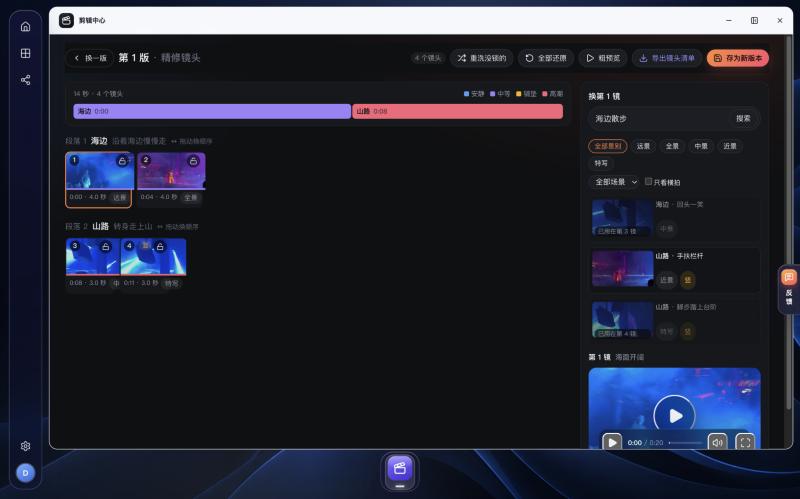 剪辑中心
换一版
第 1 版 · 精修镜头
4 个镜头
重洗没锁的
全部还原
粗预览
导出镜头清单
存为新版本
14 秒 · 4 个镜头
安静
中等
铺垫
高潮
海边 0:00
山路 0:08
段落 1 海边 沿着海边慢慢走 ↔ 拖动换顺序
1
2
0:00 · 4.0 秒 远景
0:04 · 4.0 秒 全景
段落 2 山路 转身走上山 ↔ 拖动换顺序
3
4
0:08 · 3.0 秒 中
0:11 · 3.0 秒 特写
换第 1 镜
海边散步
搜索
全部景别
远景
全景
中景
近景
特写
全部场景
只看横拍
海边 · 回头一笑
已用在第 3 镜
中景
山路 · 手扶栏杆
近景
竖
山路 · 脚步踏上台阶
已用在第 4 镜
特写
竖
第 1 镜 海面开阔
0:00 / 0:20
反馈
D